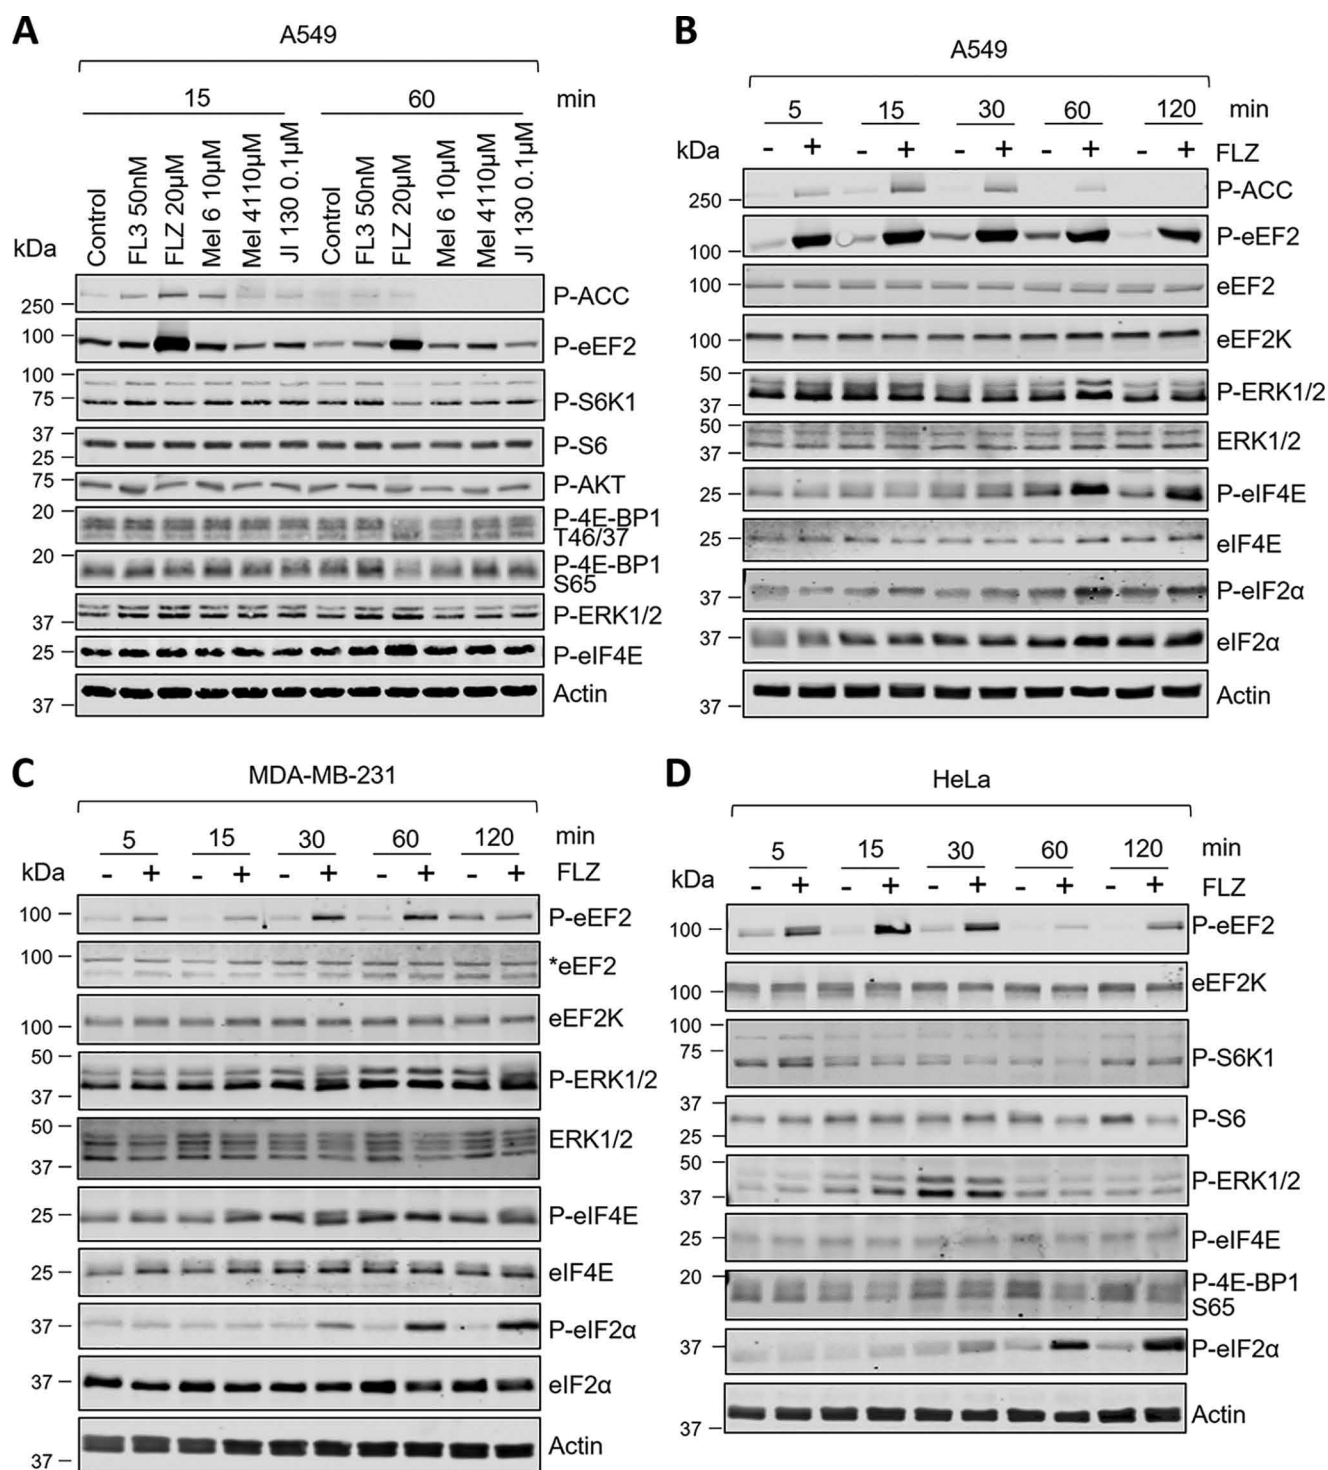 A
A549
15 60 min
kDa
Control
FL3 50nM
FLZ 20µM
Mel 6 10µM
Mel 4110µM
JI 130 0.1µM
Control
FL3 50nM
FLZ 20µM
Mel 6 10µM
Mel 4110µM
JI 130 0.1µM
250 P-ACC
100 P-eEF2
100
75 P-S6K1
37
25 P-S6
75 P-AKT
20 P-4E-BP1
T46/37
20 P-4E-BP1
S65
37 P-ERK1/2
25 P-eIF4E
37 Actin
B
A549
5 15 30 60 120 min
kDa - + - + - + - + - + FLZ
250 P-ACC
100 P-eEF2
100 eEF2
100 eEF2K
50
37 P-ERK1/2
50
37 ERK1/2
25 P-eIF4E
25 eIF4E
37 P-eIF2α
37 eIF2α
37 Actin
C
MDA-MB-231
5 15 30 60 120 min
kDa - + - + - + - + - + FLZ
100 P-eEF2
100 *eEF2
100 eEF2K
50
37 P-ERK1/2
50
37 ERK1/2
25 P-eIF4E
25 eIF4E
37 P-eIF2α
37 eIF2α
37 Actin
D
HeLa
5 15 30 60 120 min
kDa - + - + - + - + - + FLZ
100 P-eEF2
100 eEF2K
100
75 P-S6K1
37
25 P-S6
50
37 P-ERK1/2
25 P-eIF4E
20 P-4E-BP1
S65
37 P-eIF2α
37 Actin